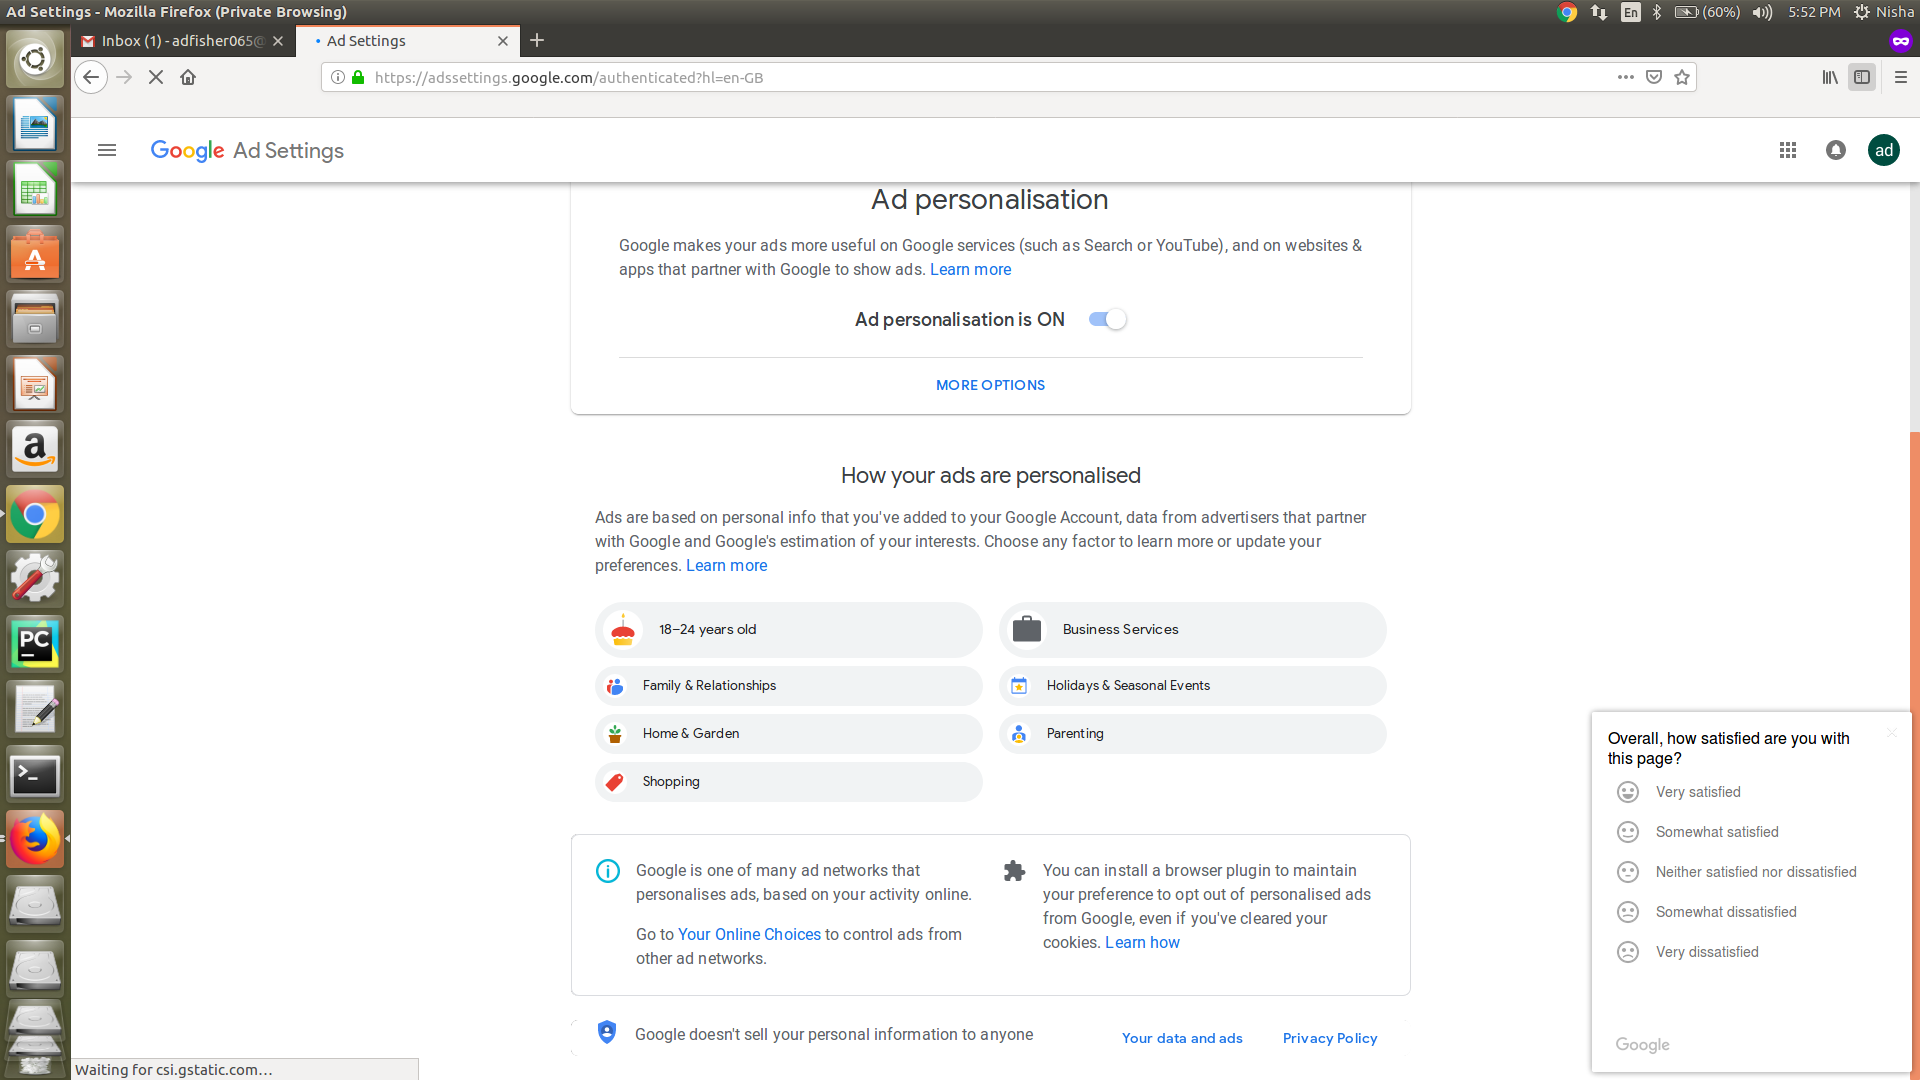 Ad Settings - Mozilla Firefox (Private Browsing)
En
(60%)
5:52 PM
Nisha
Inbox (1) - adfisher065@
Ad Settings
https://adssettings.google.com/authenticated?hl=en-GB
Google Ad Settings
ad
Ad personalisation
Google makes your ads more useful on Google services (such as Search or YouTube), and on websites &
apps that partner with Google to show ads. Learn more
Ad personalisation is ON
MORE OPTIONS
How your ads are personalised
Ads are based on personal info that you've added to your Google Account, data from advertisers that partner
with Google and Google's estimation of your interests. Choose any factor to learn more or update your
preferences. Learn more
18–24 years old
Business Services
Family & Relationships
Holidays & Seasonal Events
Home & Garden
Parenting
Shopping
Google is one of many ad networks that
personalises ads, based on your activity online.
Go to Your Online Choices to control ads from
other ad networks.
You can install a browser plugin to maintain
your preference to opt out of personalised ads
from Google, even if you've cleared your
cookies. Learn how
Google doesn't sell your personal information to anyone
Your data and ads
Privacy Policy
Overall, how satisfied are you with
this page?
Very satisfied
Somewhat satisfied
Neither satisfied nor dissatisfied
Somewhat dissatisfied
Very dissatisfied
Google
Waiting for csi.gstatic.com…
A
a
PC
>_